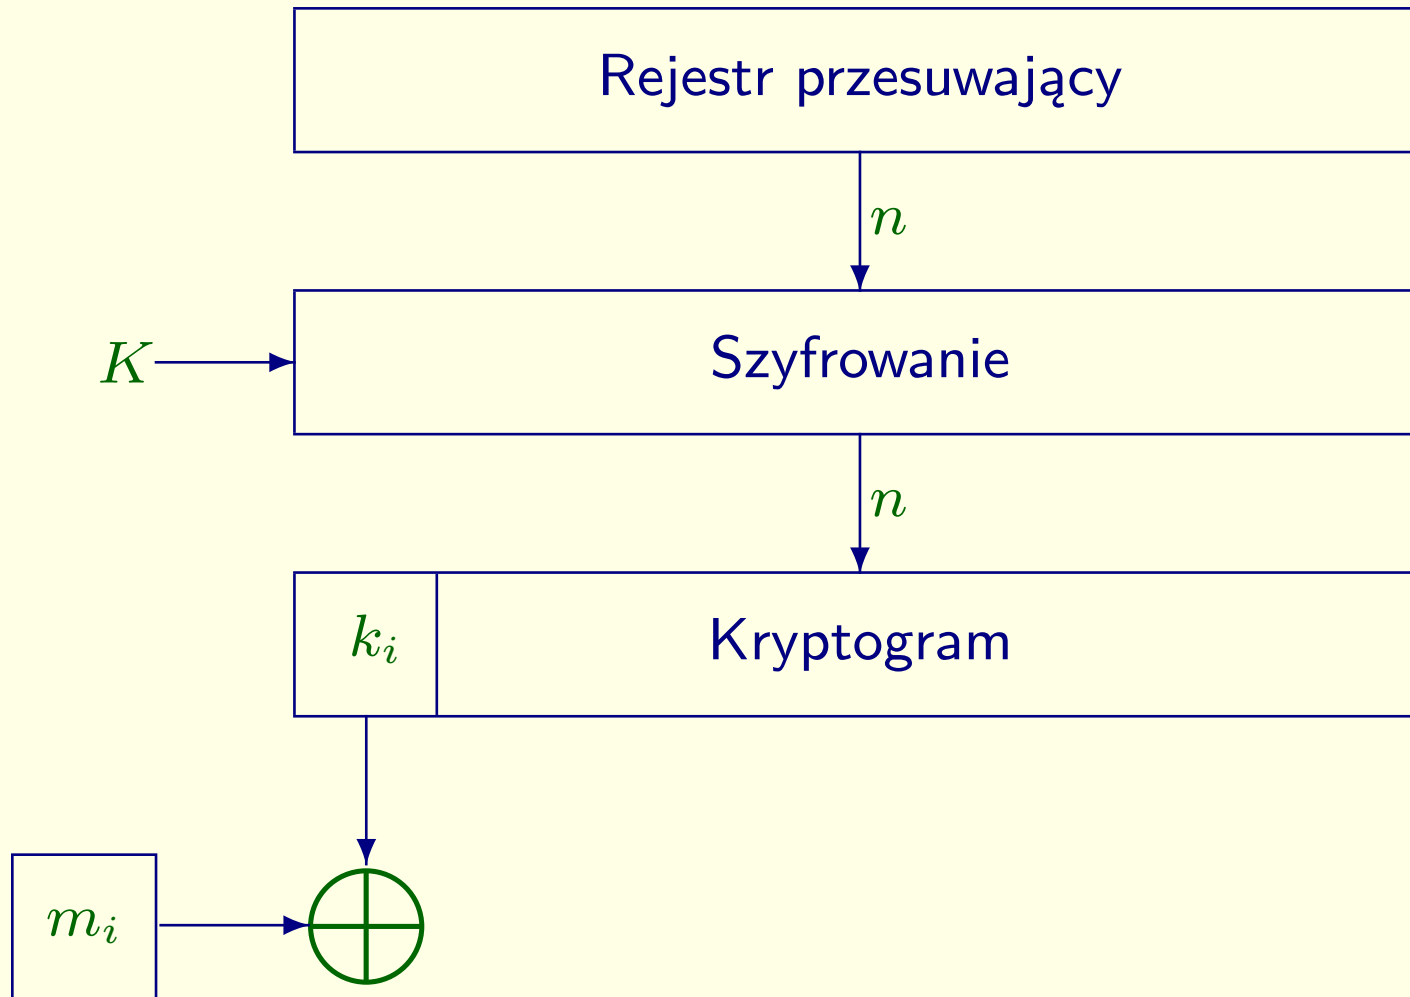 Rejestr przesuwający
n
K
Szyfrowanie
n
k_i
Kryptogram
m_i